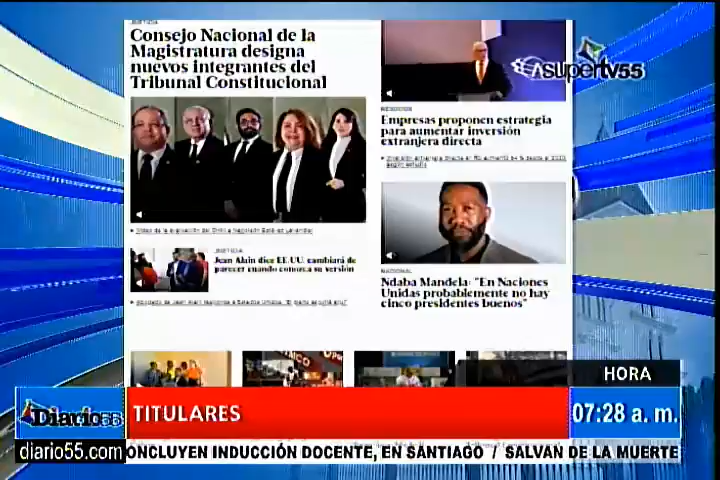 JUSTICIA
Consejo Nacional de la
Magistratura designa
nuevos integrantes del
Tribunal Constitucional
supertv55
NEGOCIOS
Empresas proponen estrategia
para aumentar inversión
extranjera directa
JUSTICIA
Jean Alain dice EE.UU. cambiará de
parecer cuando conozca su versión
NACIONAL
Ndaba Mandela: "En Naciones
Unidas probablemente no hay
cinco presidentes buenos"
HORA
Diario55
TITULARES
07:28 a. m.
diario55.com
ONCLUYEN INDUCCIÓN DOCENTE, EN SANTIAGO / SALVAN DE LA MUERTE